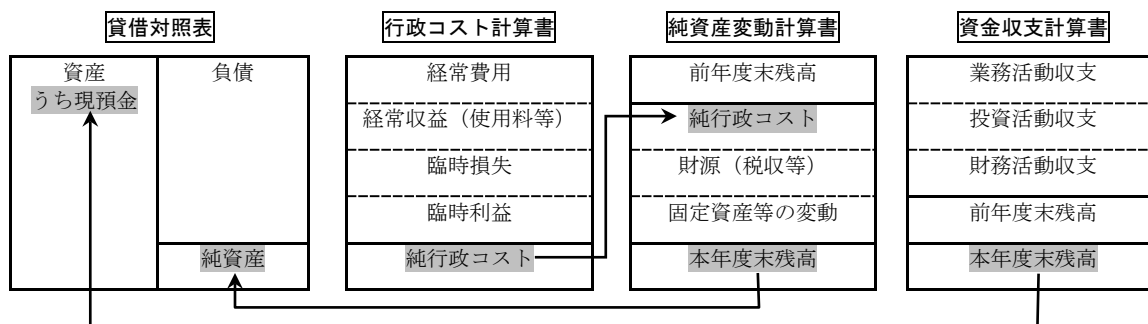 貸借対照表
資産
うち現預金
負債
純資産
行政コスト計算書
経常費用
経常収益（使用料等）
臨時損失
臨時利益
純行政コスト
純資産変動計算書
前年度末残高
純行政コスト
財源（税収等）
固定資産等の変動
本年度末残高
資金収支計算書
業務活動収支
投資活動収支
財務活動収支
前年度末残高
本年度末残高